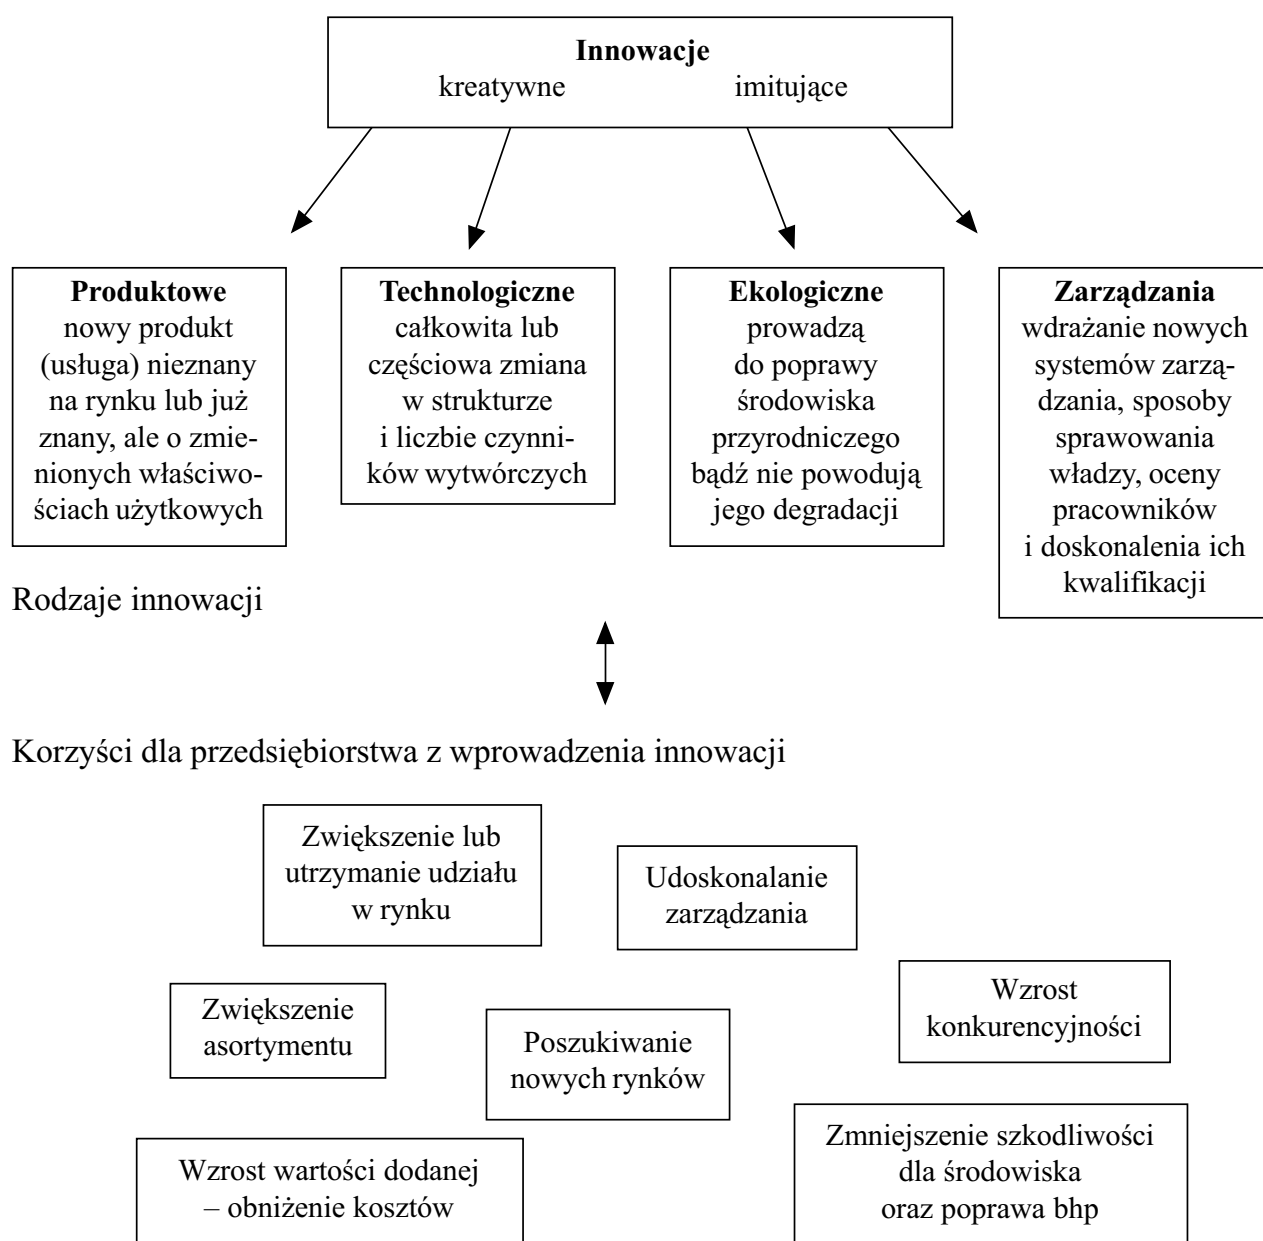 Innowacje
kreatywne imitujące
Produktowe
nowy produkt
(usługa) nieznany
na rynku lub już
znany, ale o zmie-
nionych właściwo-
ściach użytkowych
Technologiczne
całkowita lub
częściowa zmiana
w strukturze
i liczbie czynni-
ków wytwórczych
Ekologiczne
prowadzą
do poprawy
środowiska
przyrodniczego
bądź nie powodują
jego degradacji
Zarządzania
wdrażanie nowych
systemów zarzą-
dzania, sposoby
sprawowania
władzy, oceny
pracowników
i doskonalenia ich
kwalifikacji
Rodzaje innowacji
Korzyści dla przedsiębiorstwa z wprowadzenia innowacji
Zwiększenie lub
utrzymanie udziału
w rynku
Udoskonalanie
zarządzania
Zwiększenie
asortymentu
Poszukiwanie
nowych rynków
Wzrost
konkurencyjności
Wzrost wartości dodanej
– obniżenie kosztów
Zmniejszenie szkodliwości
dla środowiska
oraz poprawa bhp